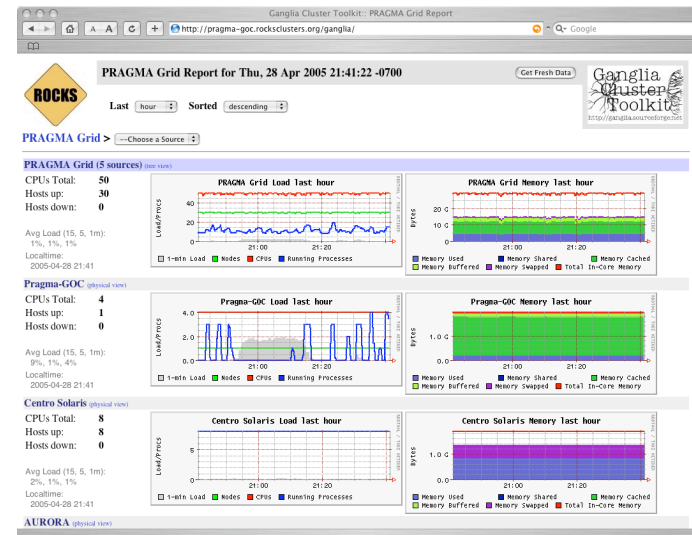 Ganglia Cluster Toolkit:: PRAGMA Grid Report
A A C + http://pragma-goc.rocksclusters.org/ganglia/ Q- Google
PRAGMA Grid Report for Thu, 28 Apr 2005 21:41:22 -0700
Get Fresh Data
Ganglia
Cluster
Toolkit
http://ganglia.sourceforge.net
ROCKS
Last hour Sorted descending
PRAGMA Grid > --Choose a Source
PRAGMA Grid (5 sources) (tree view)
CPUs Total: 50
Hosts up: 30
Hosts down: 0
Avg Load (15, 5, 1m):
1%, 1%, 1%
Localtime:
2005-04-28 21:41
PRAGMA Grid Load last hour
Load/Procs
40
20
0
21:00 21:20
1-min Load Nodes CPUs Running Processes
PRAGMA Grid Memory last hour
Bytes
20 G
10 G
0
21:00 21:20
Memory Used Memory Shared Memory Cached
Memory Buffered Memory Swapped Total In-Core Memory
Pragma-GOC (physical view)
CPUs Total: 4
Hosts up: 1
Hosts down: 0
Avg Load (15, 5, 1m):
9%, 1%, 4%
Localtime:
2005-04-28 21:41
Pragma-GOC Load last hour
Load/Procs
4.0
2.0
0.0
21:00 21:20
1-min Load Nodes CPUs Running Processes
Pragma-GOC Memory last hour
Bytes
1.0 G
0.0
21:00 21:20
Memory Used Memory Shared Memory Cached
Memory Buffered Memory Swapped Total In-Core Memory
Centro Solaris (physical view)
CPUs Total: 8
Hosts up: 8
Hosts down: 0
Avg Load (15, 5, 1m):
2%, 1%, 1%
Localtime:
2005-04-28 21:41
Centro Solaris Load last hour
Load/Procs
5
0
21:00 21:20
1-min Load Nodes CPUs Running Processes
Centro Solaris Memory last hour
Bytes
1.0 G
0.0
21:00 21:20
Memory Used Memory Shared Memory Cached
Memory Buffered Memory Swapped Total In-Core Memory
AURORA (physical view)